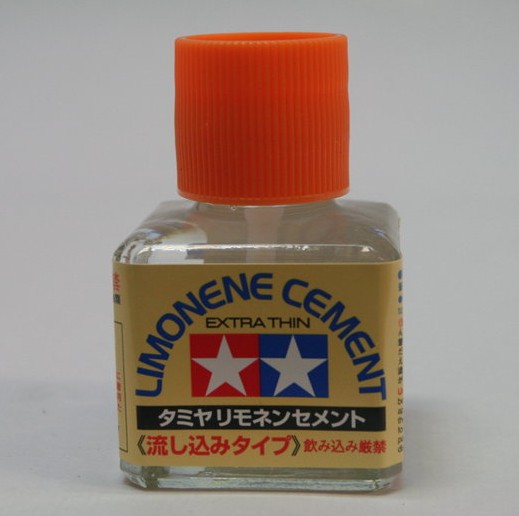 LIMONENE CEMENT
EXTRA THIN
タミヤリモネンセメント
《流し込みタイプ》飲み込み厳禁